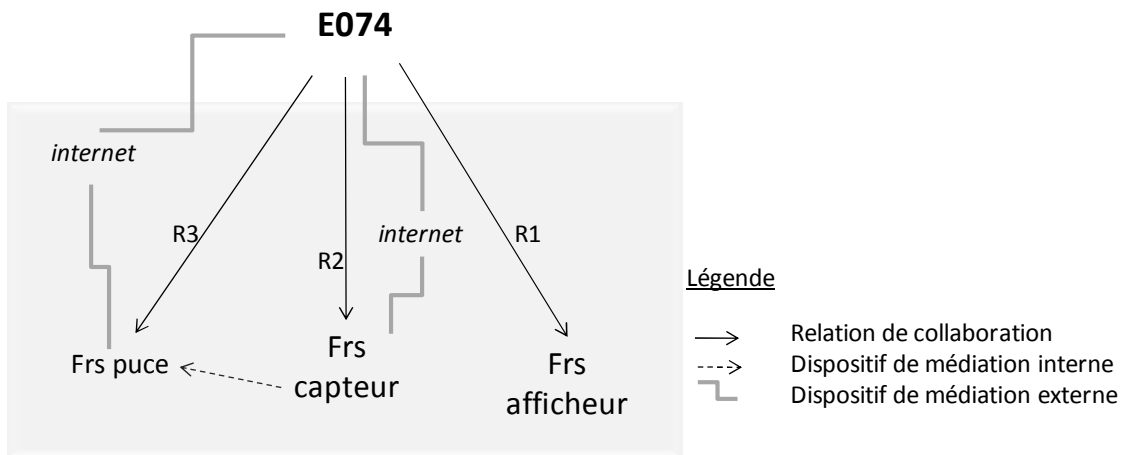 E074
internet
R3
R2
internet
R1
Frs puce
Frs
capteur
Frs
afficheur
Légende
Relation de collaboration
Dispositif de médiation interne
Dispositif de médiation externe